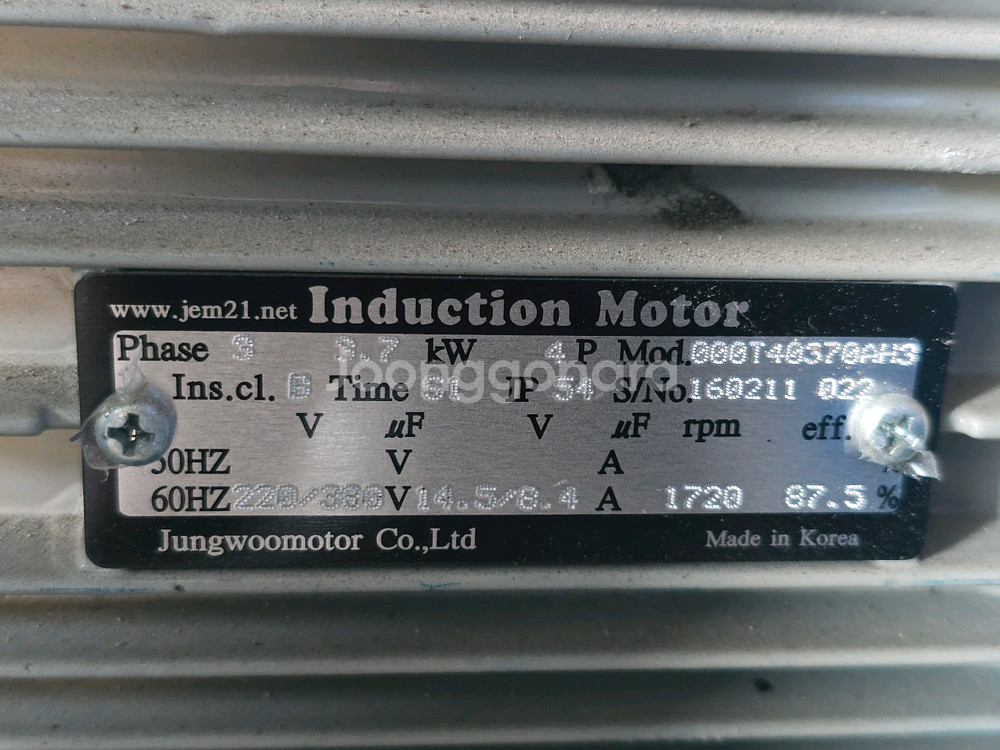 www.jem21.net Induction Motor
Phase 3 3.7 kW 4 P Mod.000T40370AH3
Ins.cl. B Time S1 IP 54 S/No.160211 022
V µF V µF rpm eff.
50HZ V A %
60HZ 220/380 V 14.5/8.4 A 1720 87.5 %
Jungwoomotor Co.,Ltd Made in Korea
joonggonara